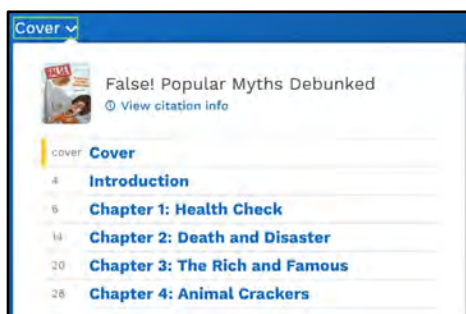 Cover
False! Popular Myths Debunked
View citation info
cover Cover
4 Introduction
6 Chapter 1: Health Check
14 Chapter 2: Death and Disaster
20 Chapter 3: The Rich and Famous
28 Chapter 4: Animal Crackers